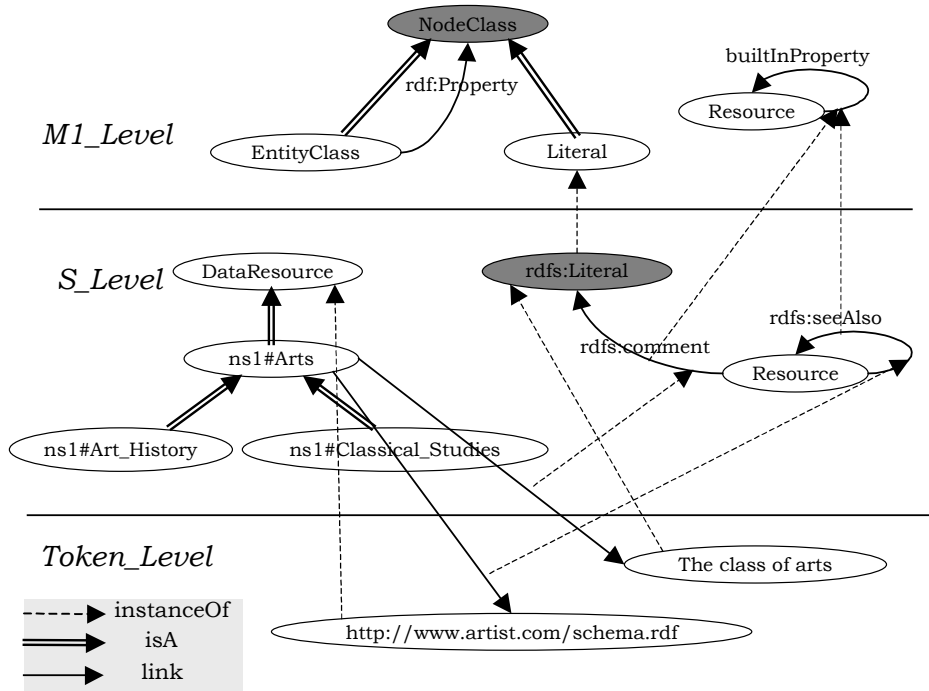 NodeClass
builtInProperty
rdf:Property
Resource
M1_Level
EntityClass
Literal
S_Level
DataResource
rdfs:Literal
rdfs:seeAlso
rdfs:comment
ns1#Arts
Resource
ns1#Art_History
ns1#Classical_Studies
Token_Level
The class of arts
instanceOf
http://www.artist.com/schema.rdf
isA
link